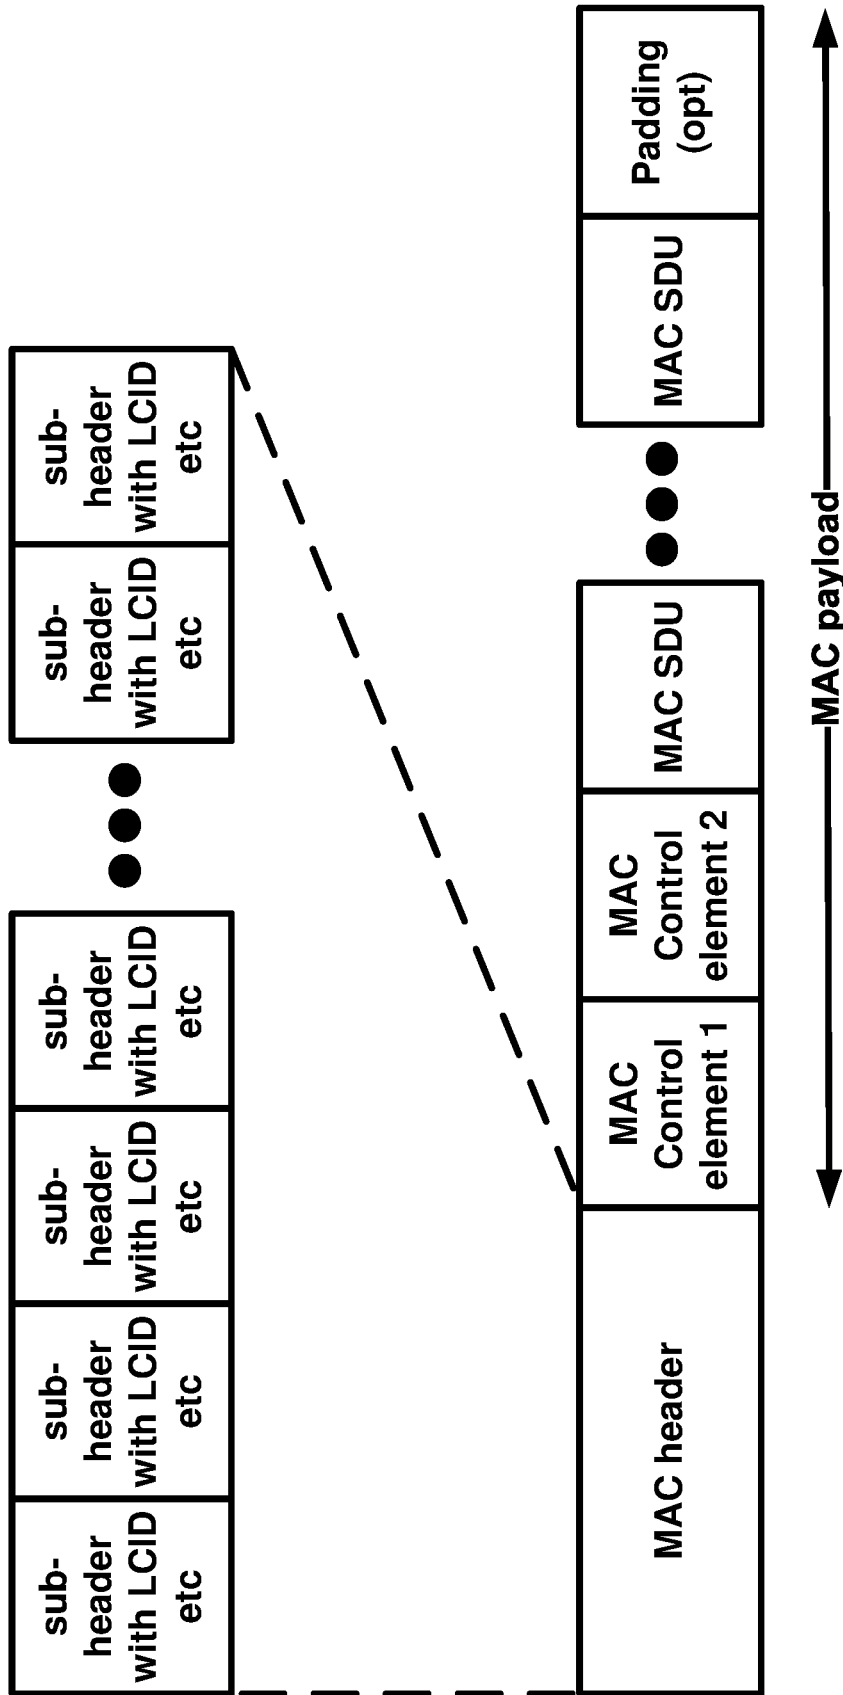 sub-
header
with LCID
etc
sub-
header
with LCID
etc
sub-
header
with LCID
etc
sub-
header
with LCID
etc
sub-
header
with LCID
etc
sub-
header
with LCID
etc
MAC header
MAC
Control
element 1
MAC
Control
element 2
MAC SDU
MAC SDU
Padding
(opt)
MAC payload